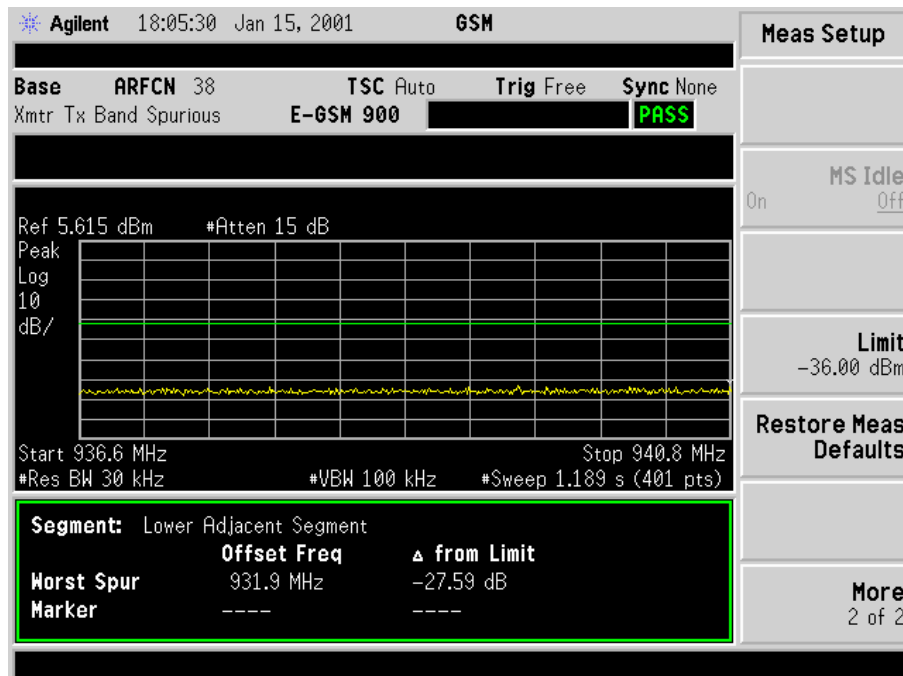 Agilent 18:05:30 Jan 15, 2001 GSM
Meas Setup
Base ARFCN 38 TSC Auto Trig Free Sync None
Xmtr Tx Band Spurious E-GSM 900 PASS
MS Idle
On Off
Ref 5.615 dBm #Atten 15 dB
Peak
Log
10
dB/
Limit
-36.00 dBm
Restore Meas
Defaults
Start 936.6 MHz Stop 940.8 MHz
#Res BW 30 kHz #VBW 100 kHz #Sweep 1.189 s (401 pts)
Segment: Lower Adjacent Segment
Offset Freq Δ from Limit
Worst Spur 931.9 MHz -27.59 dB
Marker ---- ----
More
2 of 2